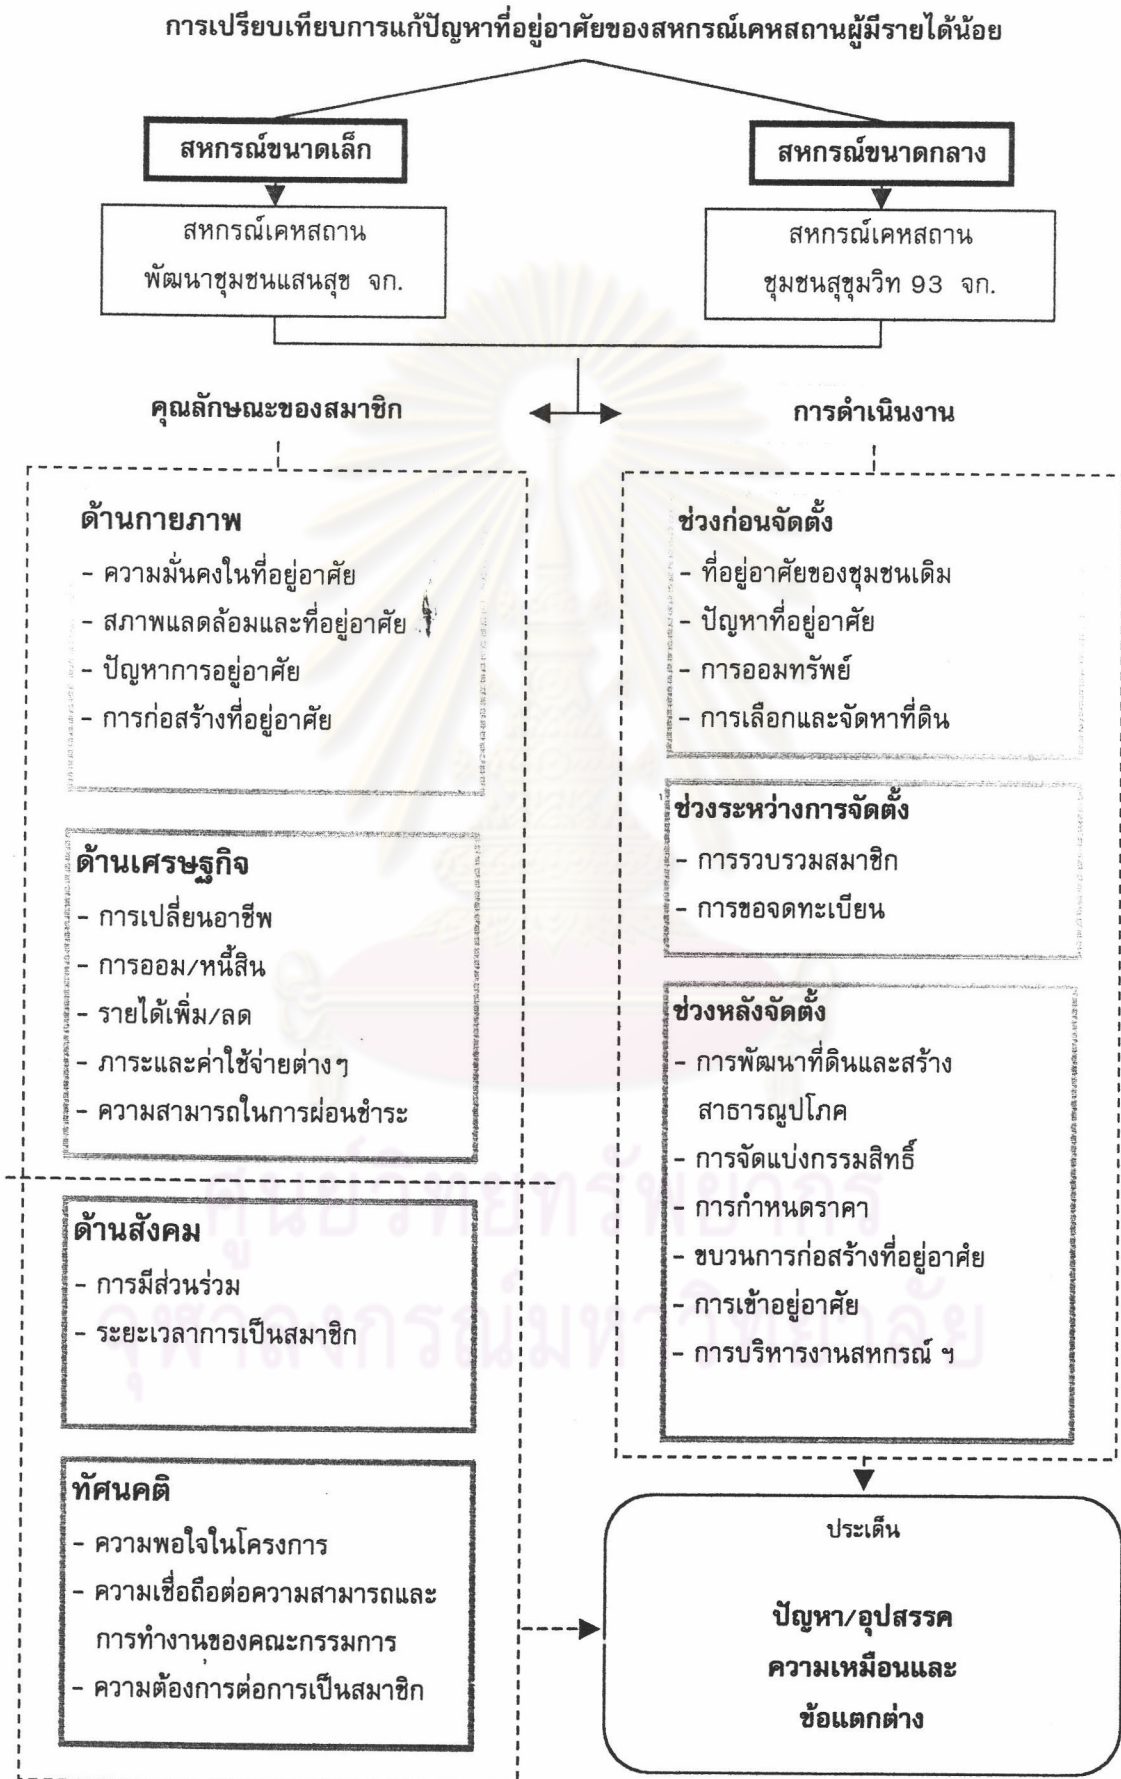 การเปรียบเทียบการแก้ปัญหาที่อยู่อาศัยของสหกรณ์เคหสถานผู้มีรายได้น้อย
สหกรณ์ขนาดเล็ก
สหกรณ์ขนาดกลาง
สหกรณ์เคหสถาน
พัฒนาชุมชนแสนสุข จก.
สหกรณ์เคหสถาน
ชุมชนสุขุมวิท 93 จก.
คุณลักษณะของสมาชิก
การดำเนินงาน
ด้านกายภาพ
- ความมั่นคงในที่อยู่อาศัย
- สภาพแลดล้อมและที่อยู่อาศัย
- ปัญหาการอยู่อาศัย
- การก่อสร้างที่อยู่อาศัย
ด้านเศรษฐกิจ
- การเปลี่ยนอาชีพ
- การออม/หนี้สิน
- รายได้เพิ่ม/ลด
- ภาระและค่าใช้จ่ายต่างๆ
- ความสามารถในการผ่อนชำระ
ด้านสังคม
- การมีส่วนร่วม
- ระยะเวลาการเป็นสมาชิก
ทัศนคติ
- ความพอใจในโครงการ
- ความเชื่อถือต่อความสามารถและ
การทำงานของคณะกรรมการ
- ความต้องการต่อการเป็นสมาชิก
ช่วงก่อนจัดตั้ง
- ที่อยู่อาศัยของชุมชนเดิม
- ปัญหาที่อยู่อาศัย
- การออมทรัพย์
- การเลือกและจัดหาที่ดิน
ช่วงระหว่างการจัดตั้ง
- การรวบรวมสมาชิก
- การขอจดทะเบียน
ช่วงหลังจัดตั้ง
- การพัฒนาที่ดินและสร้าง
สาธารณูปโภค
- การจัดแบ่งกรรมสิทธิ์
- การกำหนดราคา
- ขบวนการก่อสร้างที่อยู่อาศํย
- การเข้าอยู่อาศัย
- การบริหารงานสหกรณ์ ฯ
ประเด็น
ปัญหา/อุปสรรค
ความเหมือนและ
ข้อแตกต่าง
ศูนย์วิทยทรัพยากร
จุฬาลงกรณ์มหาวิทยาลัย